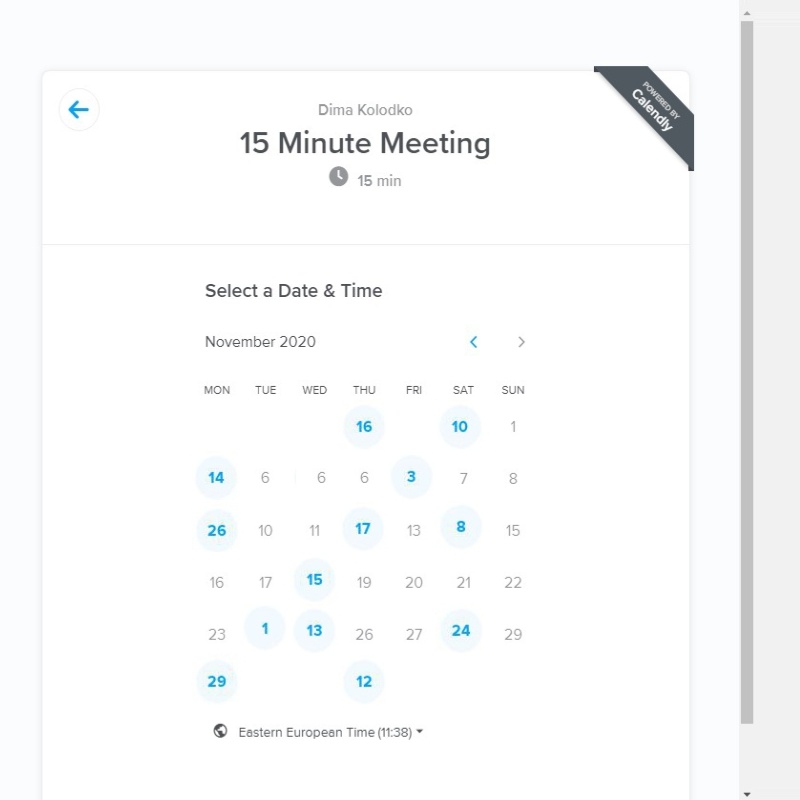 POWERED BY
Calendly
Dima Kolodko
15 Minute Meeting
15 min
Select a Date & Time
November 2020
MON TUE WED THU FRI SAT SUN
16 10 1
14 6 6 6 3 7 8
26 10 11 17 13 8 15
16 17 15 19 20 21 22
23 1 13 26 27 24 29
29 12
Eastern European Time (11:38)